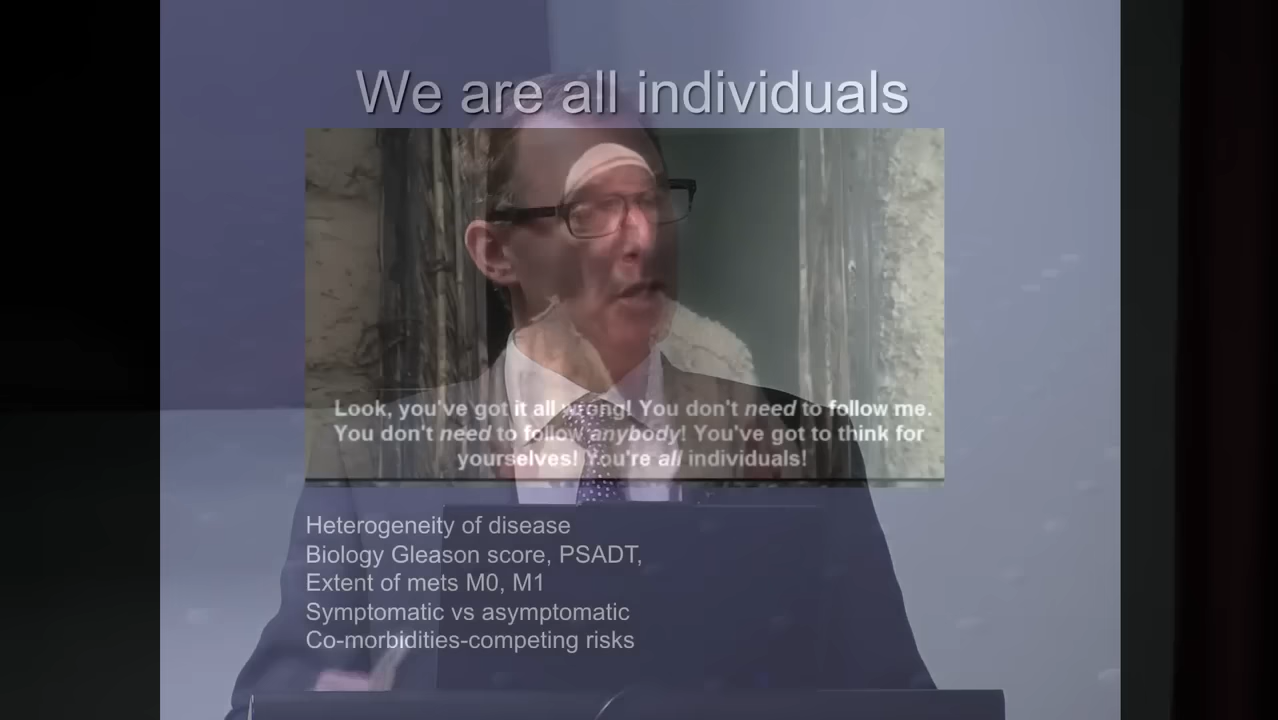 We are all individuals
Look, you've got it all wrong! You don't need to follow me.
You don't need to follow anybody! You've got to think for
yourselves! You're all individuals!
Heterogeneity of disease
Biology Gleason score, PSADT,
Extent of mets M0, M1
Symptomatic vs asymptomatic
Co-morbidities-competing risks